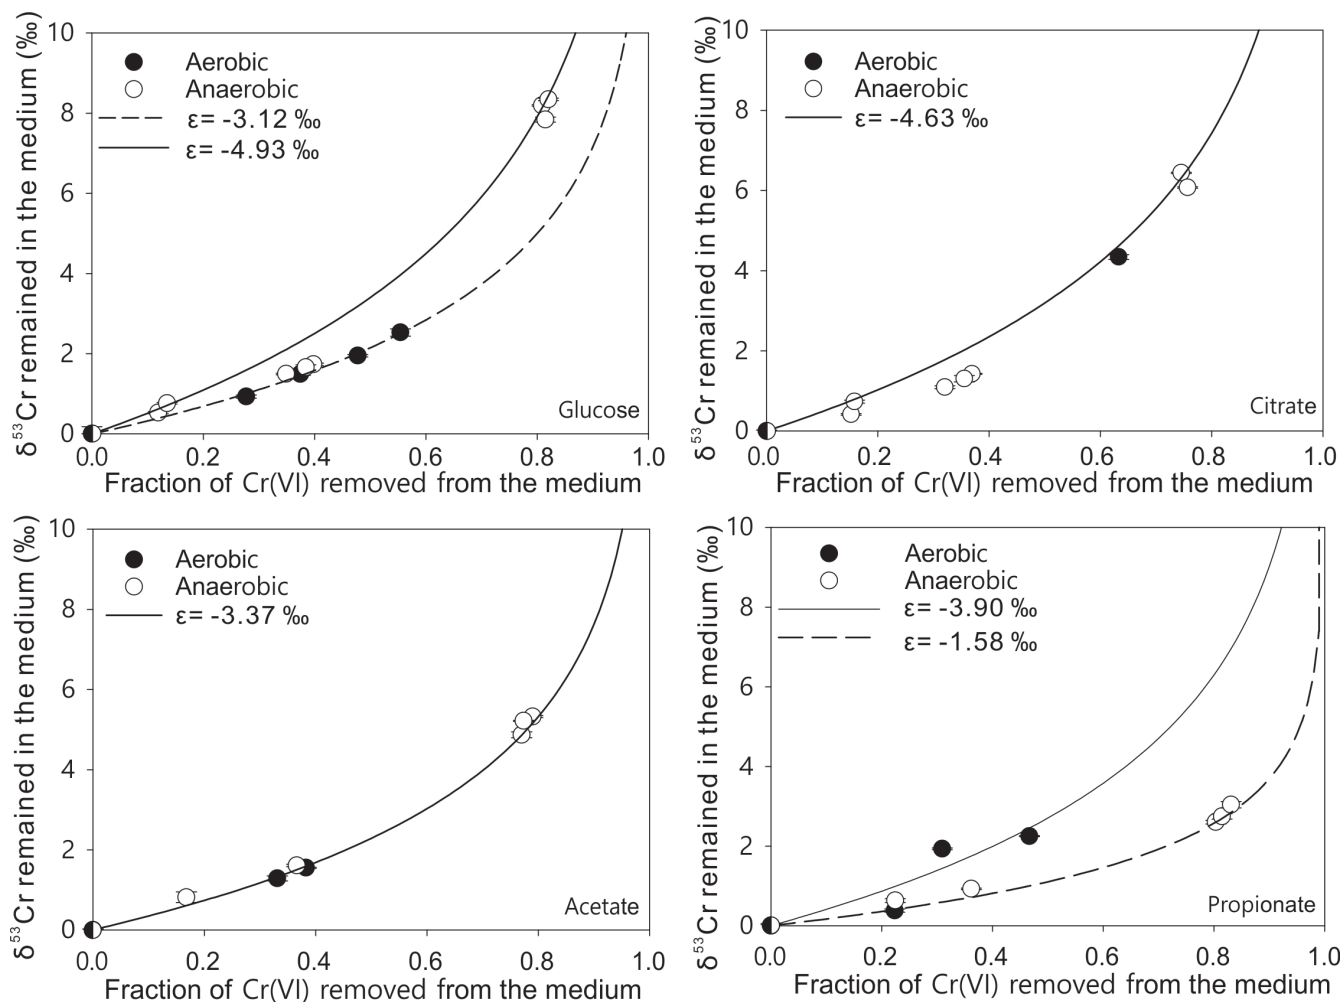 δ⁵³Cr remained in the medium (‰)
10
8
6
4
2
0
Aerobic
Anaerobic
ε= -3.12 ‰
ε= -4.93 ‰
Glucose
0.0 0.2 0.4 0.6 0.8 1.0
Fraction of Cr(VI) removed from the medium
δ⁵³Cr remained in the medium (‰)
10
8
6
4
2
0
Aerobic
Anaerobic
ε= -4.63 ‰
Citrate
0.0 0.2 0.4 0.6 0.8 1.0
Fraction of Cr(VI) removed from the medium
δ⁵³Cr remained in the medium (‰)
10
8
6
4
2
0
Aerobic
Anaerobic
ε= -3.37 ‰
Acetate
0.0 0.2 0.4 0.6 0.8 1.0
Fraction of Cr(VI) removed from the medium
δ⁵³Cr remained in the medium (‰)
10
8
6
4
2
0
Aerobic
Anaerobic
ε= -3.90 ‰
ε= -1.58 ‰
Propionate
0.0 0.2 0.4 0.6 0.8 1.0
Fraction of Cr(VI) removed from the medium